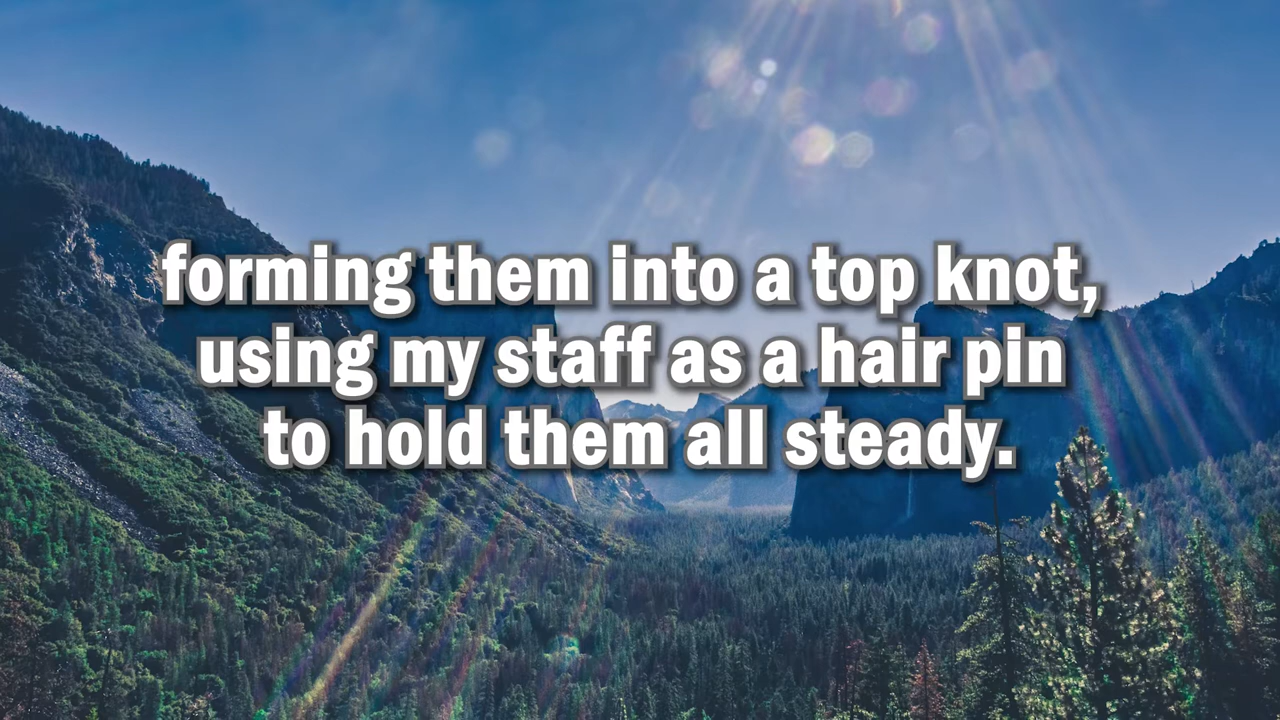 forming them into a top knot,
using my staff as a hair pin
to hold them all steady.